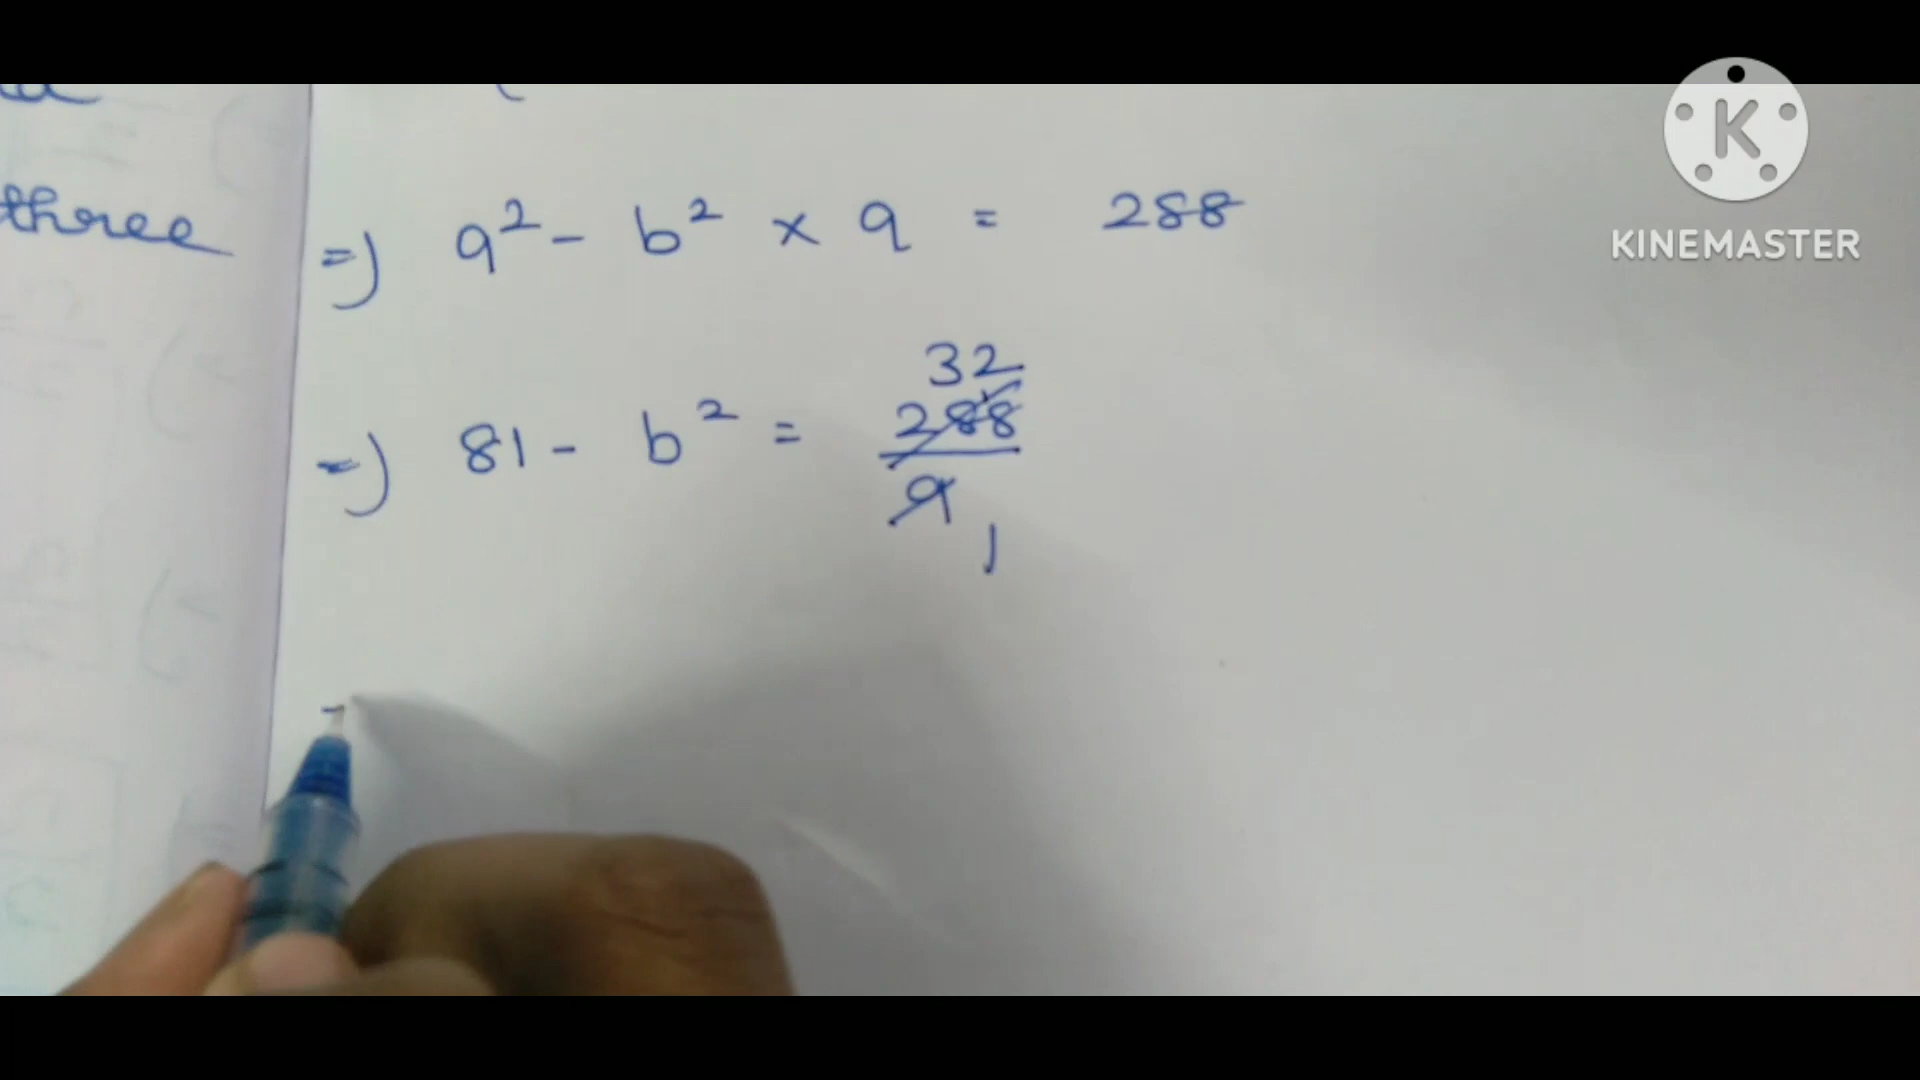 three
=) 9² - b² × 9 = 288
32
=) 81 - b² = 288/9
1
K
KINEMASTER